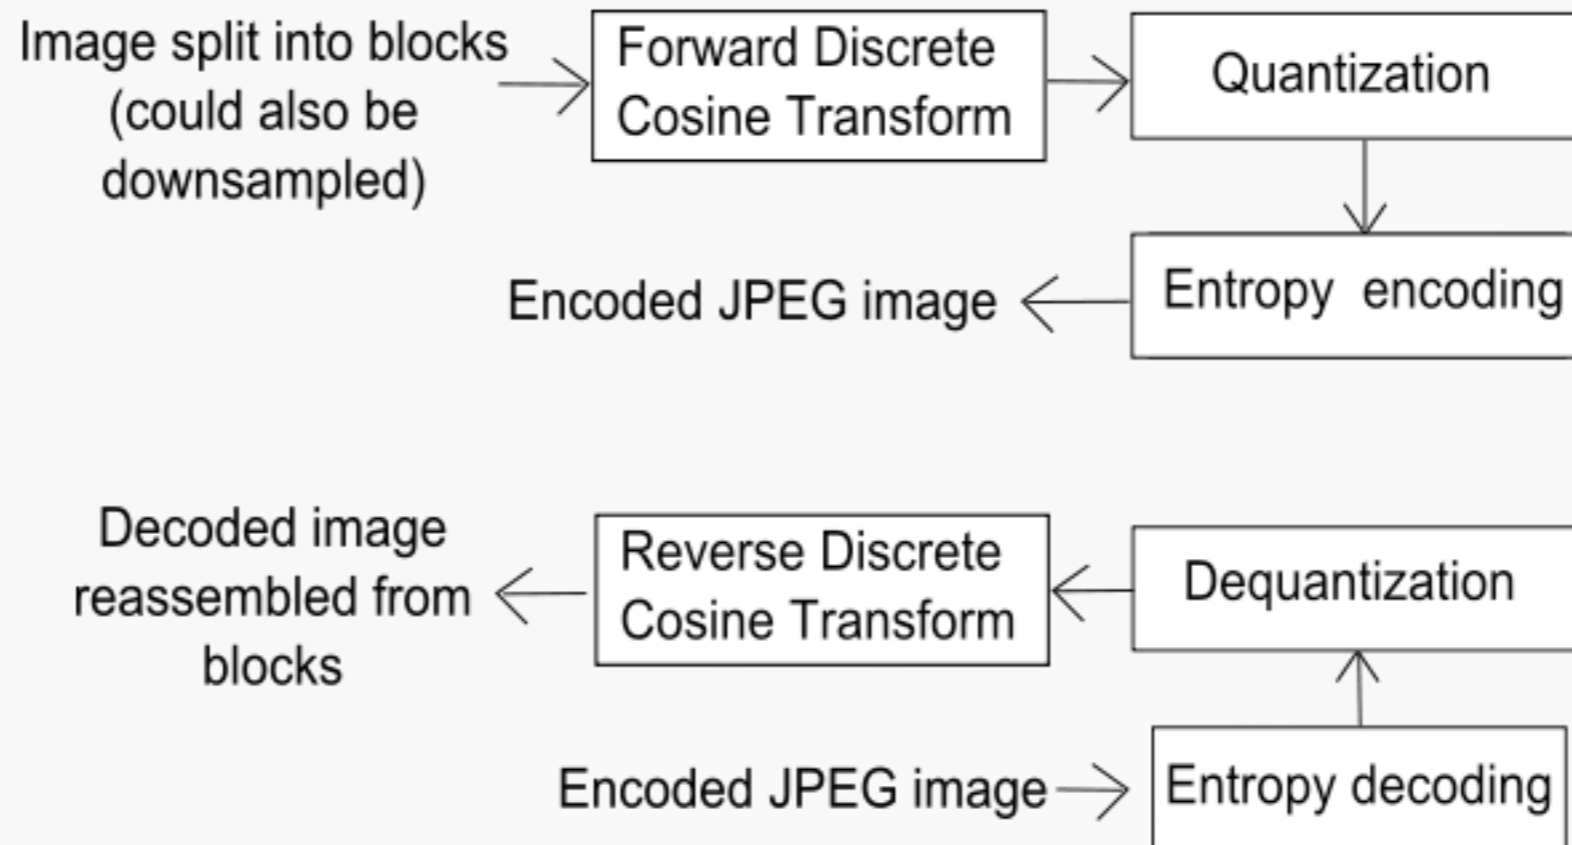 Image split into blocks
(could also be
downsampled)
Forward Discrete
Cosine Transform
Quantization
Entropy encoding
Encoded JPEG image
Decoded image
reassembled from
blocks
Reverse Discrete
Cosine Transform
Dequantization
Encoded JPEG image
Entropy decoding